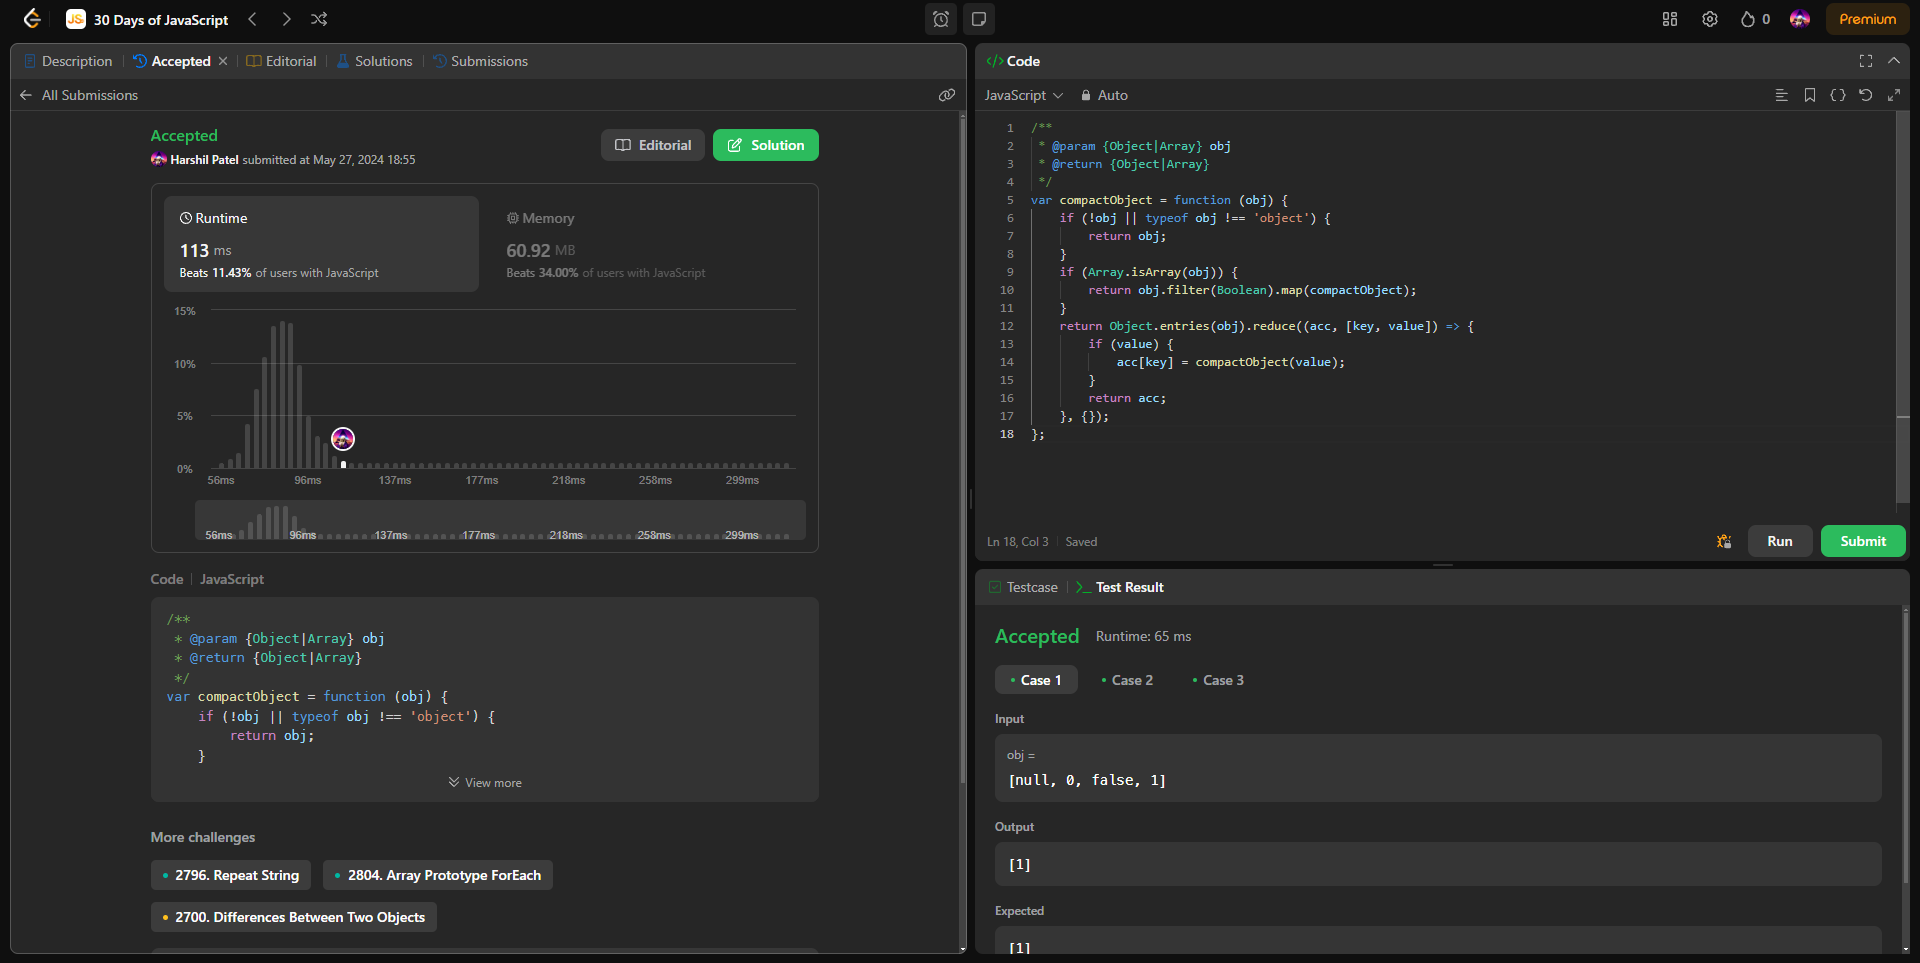 JS 30 Days of JavaScript
0
Premium
Description
Accepted
Editorial
Solutions
Submissions
All Submissions
Accepted
Harshil Patel submitted at May 27, 2024 18:55
Editorial
Solution
Runtime
113 ms
Beats 11.43% of users with JavaScript
Memory
60.92 MB
Beats 34.00% of users with JavaScript
15%
10%
5%
0%
56ms 96ms 137ms 177ms 218ms 258ms 299ms
56ms 96ms 137ms 177ms 218ms 258ms 299ms
Code | JavaScript
/**
 * @param {Object|Array} obj
 * @return {Object|Array}
 */
var compactObject = function (obj) {
    if (!obj || typeof obj !== 'object') {
        return obj;
    }
View more
More challenges
2796. Repeat String
2804. Array Prototype ForEach
2700. Differences Between Two Objects
</> Code
JavaScript
Auto
1 /**
2  * @param {Object|Array} obj
3  * @return {Object|Array}
4  */
5 var compactObject = function (obj) {
6     if (!obj || typeof obj !== 'object') {
7         return obj;
8     }
9     if (Array.isArray(obj)) {
10         return obj.filter(Boolean).map(compactObject);
11     }
12     return Object.entries(obj).reduce((acc, [key, value]) => {
13         if (value) {
14             acc[key] = compactObject(value);
15         }
16         return acc;
17     }, {});
18 };
Ln 18, Col 3 | Saved
Run
Submit
Testcase
>_ Test Result
Accepted Runtime: 65 ms
Case 1
Case 2
Case 3
Input
obj =
[null, 0, false, 1]
Output
[1]
Expected
[1]